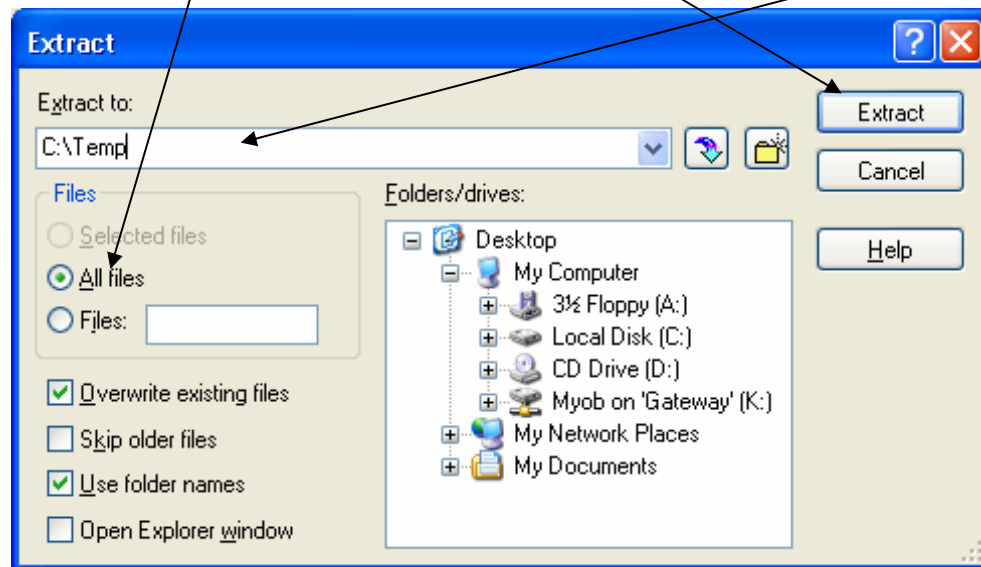 Extract
Extract to:
Extract
C:\Temp
Cancel
Files
Folders/drives:
Selected files
Desktop
Help
All files
My Computer
3½ Floppy (A:)
Files:
Local Disk (C:)
CD Drive (D:)
Overwrite existing files
Myob on 'Gateway' (K:)
Skip older files
My Network Places
My Documents
Use folder names
Open Explorer window